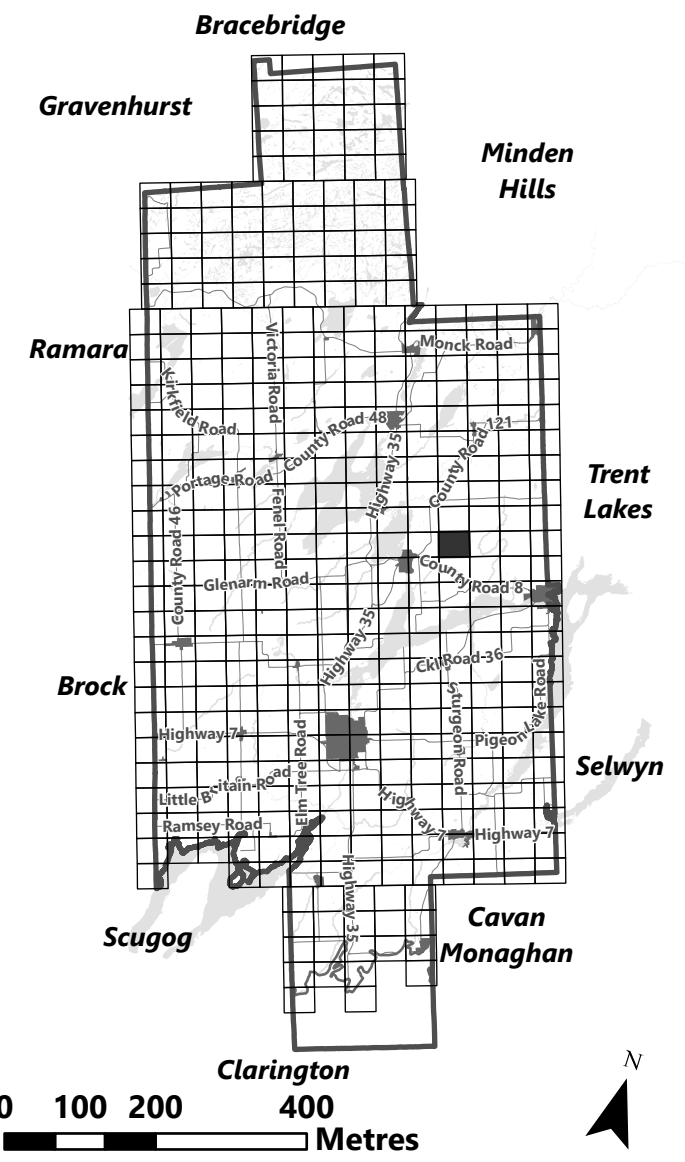 Bracebridge
Gravenhurst
Minden
Hills
Ramara
Monck Road
Victoria Road
Kirkfield Road
County Road 48
County Road 121
Highway 35
Portage Road
Trent
Lakes
Fenel Road
County Road 46
County Road 8
Glenarm Road
Highway 35
Ckl Road 36
Brock
Sturgeon Road
Pigeon Lake Road
Highway 7
Elm Tree Road
Selwyn
Little Britain Road
Highway 7
Ramsey Road
Highway 7
Highway 35
Scugog
Cavan
Monaghan
Clarington
N
0 100 200 400
Metres